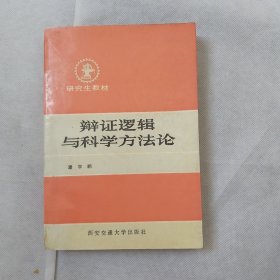 研究生教材
辩证逻辑
与科学方法论
西安交通大学出版社